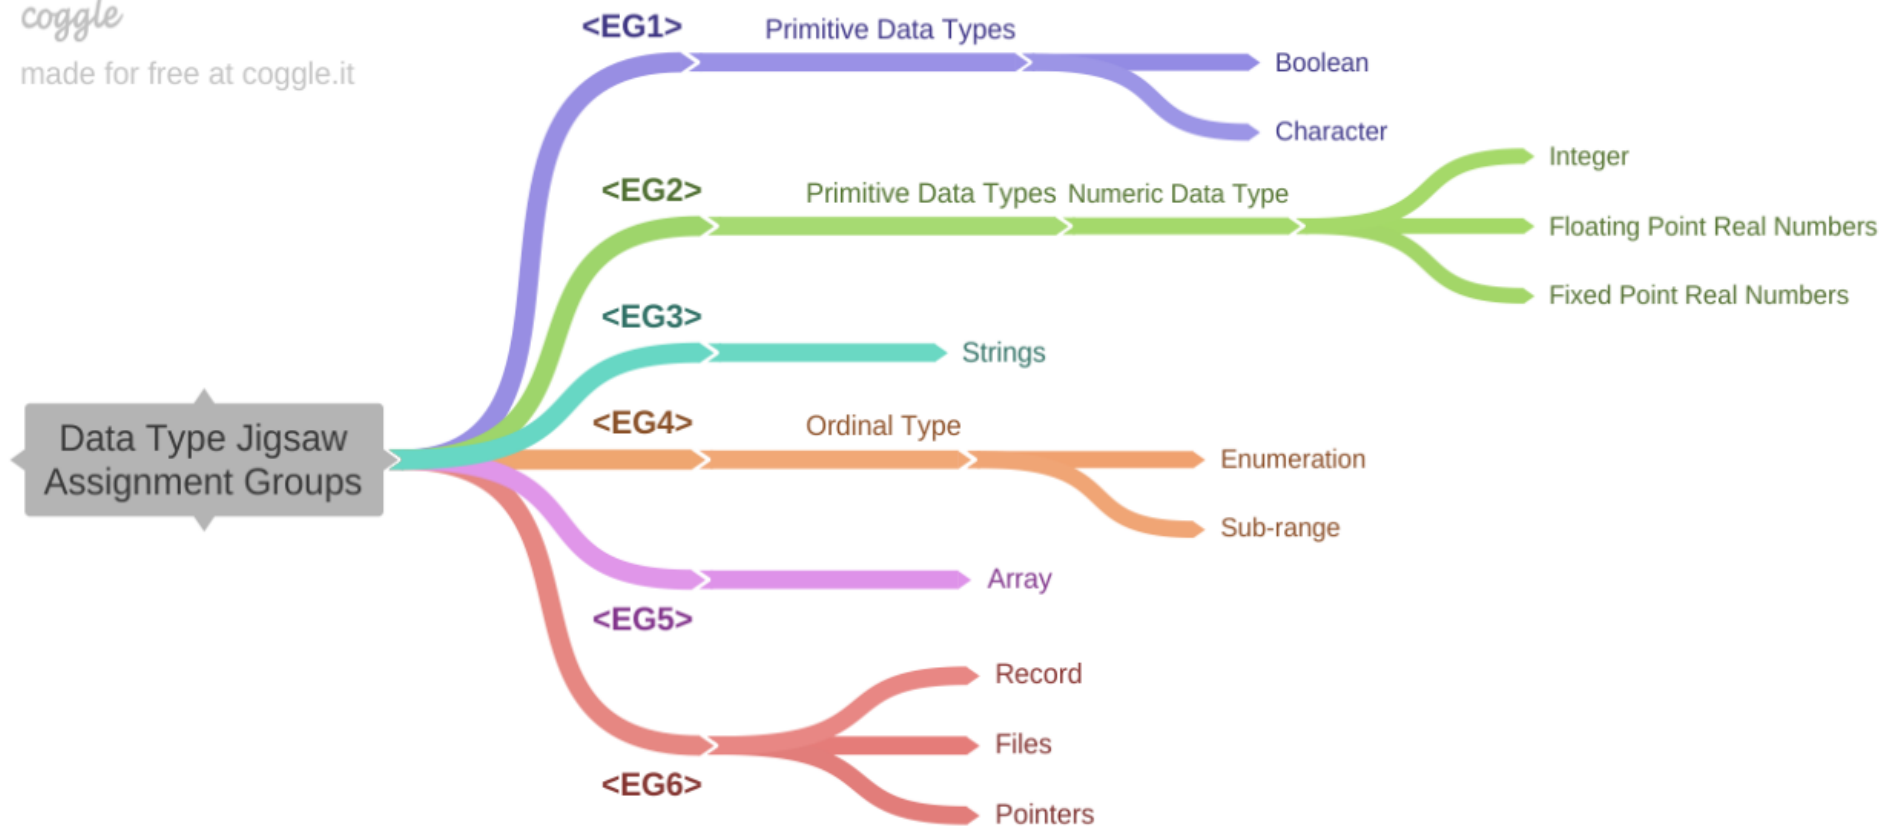 coggle
made for free at coggle.it
<EG1>
Primitive Data Types
Boolean
Character
<EG2>
Primitive Data Types
Numeric Data Type
Integer
Floating Point Real Numbers
Fixed Point Real Numbers
<EG3>
Strings
Data Type Jigsaw
Assignment Groups
<EG4>
Ordinal Type
Enumeration
Sub-range
<EG5>
Array
<EG6>
Record
Files
Pointers